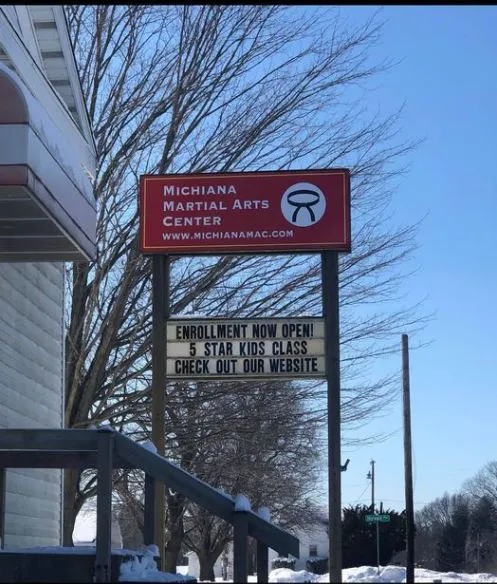 MICHIANA
MARTIAL ARTS
CENTER
WWW.MICHIANAMAC.COM
ENROLLMENT NOW OPEN!
5 STAR KIDS CLASS
CHECK OUT OUR WEBSITE